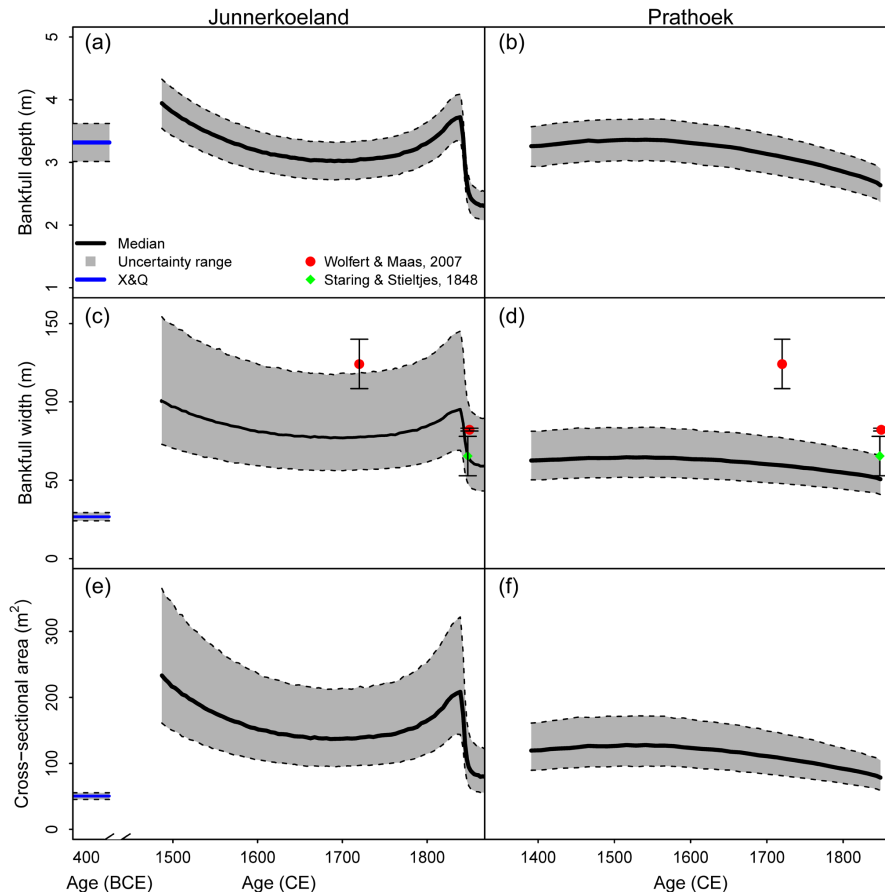 Junnerkoeland Prathoek
(a) (b)
Bankfull depth (m)
5
4
3
2
1
Median
Uncertainty range
X&Q
Wolfert & Maas, 2007
Staring & Stieltjes, 1848
(c) (d)
Bankfull width (m)
150
100
50
0
(e) (f)
Cross−sectional area (m²)
300
200
100
0
400 1500 1600 1700 1800 1400 1500 1600 1700 1800
Age (BCE) Age (CE) Age (CE)